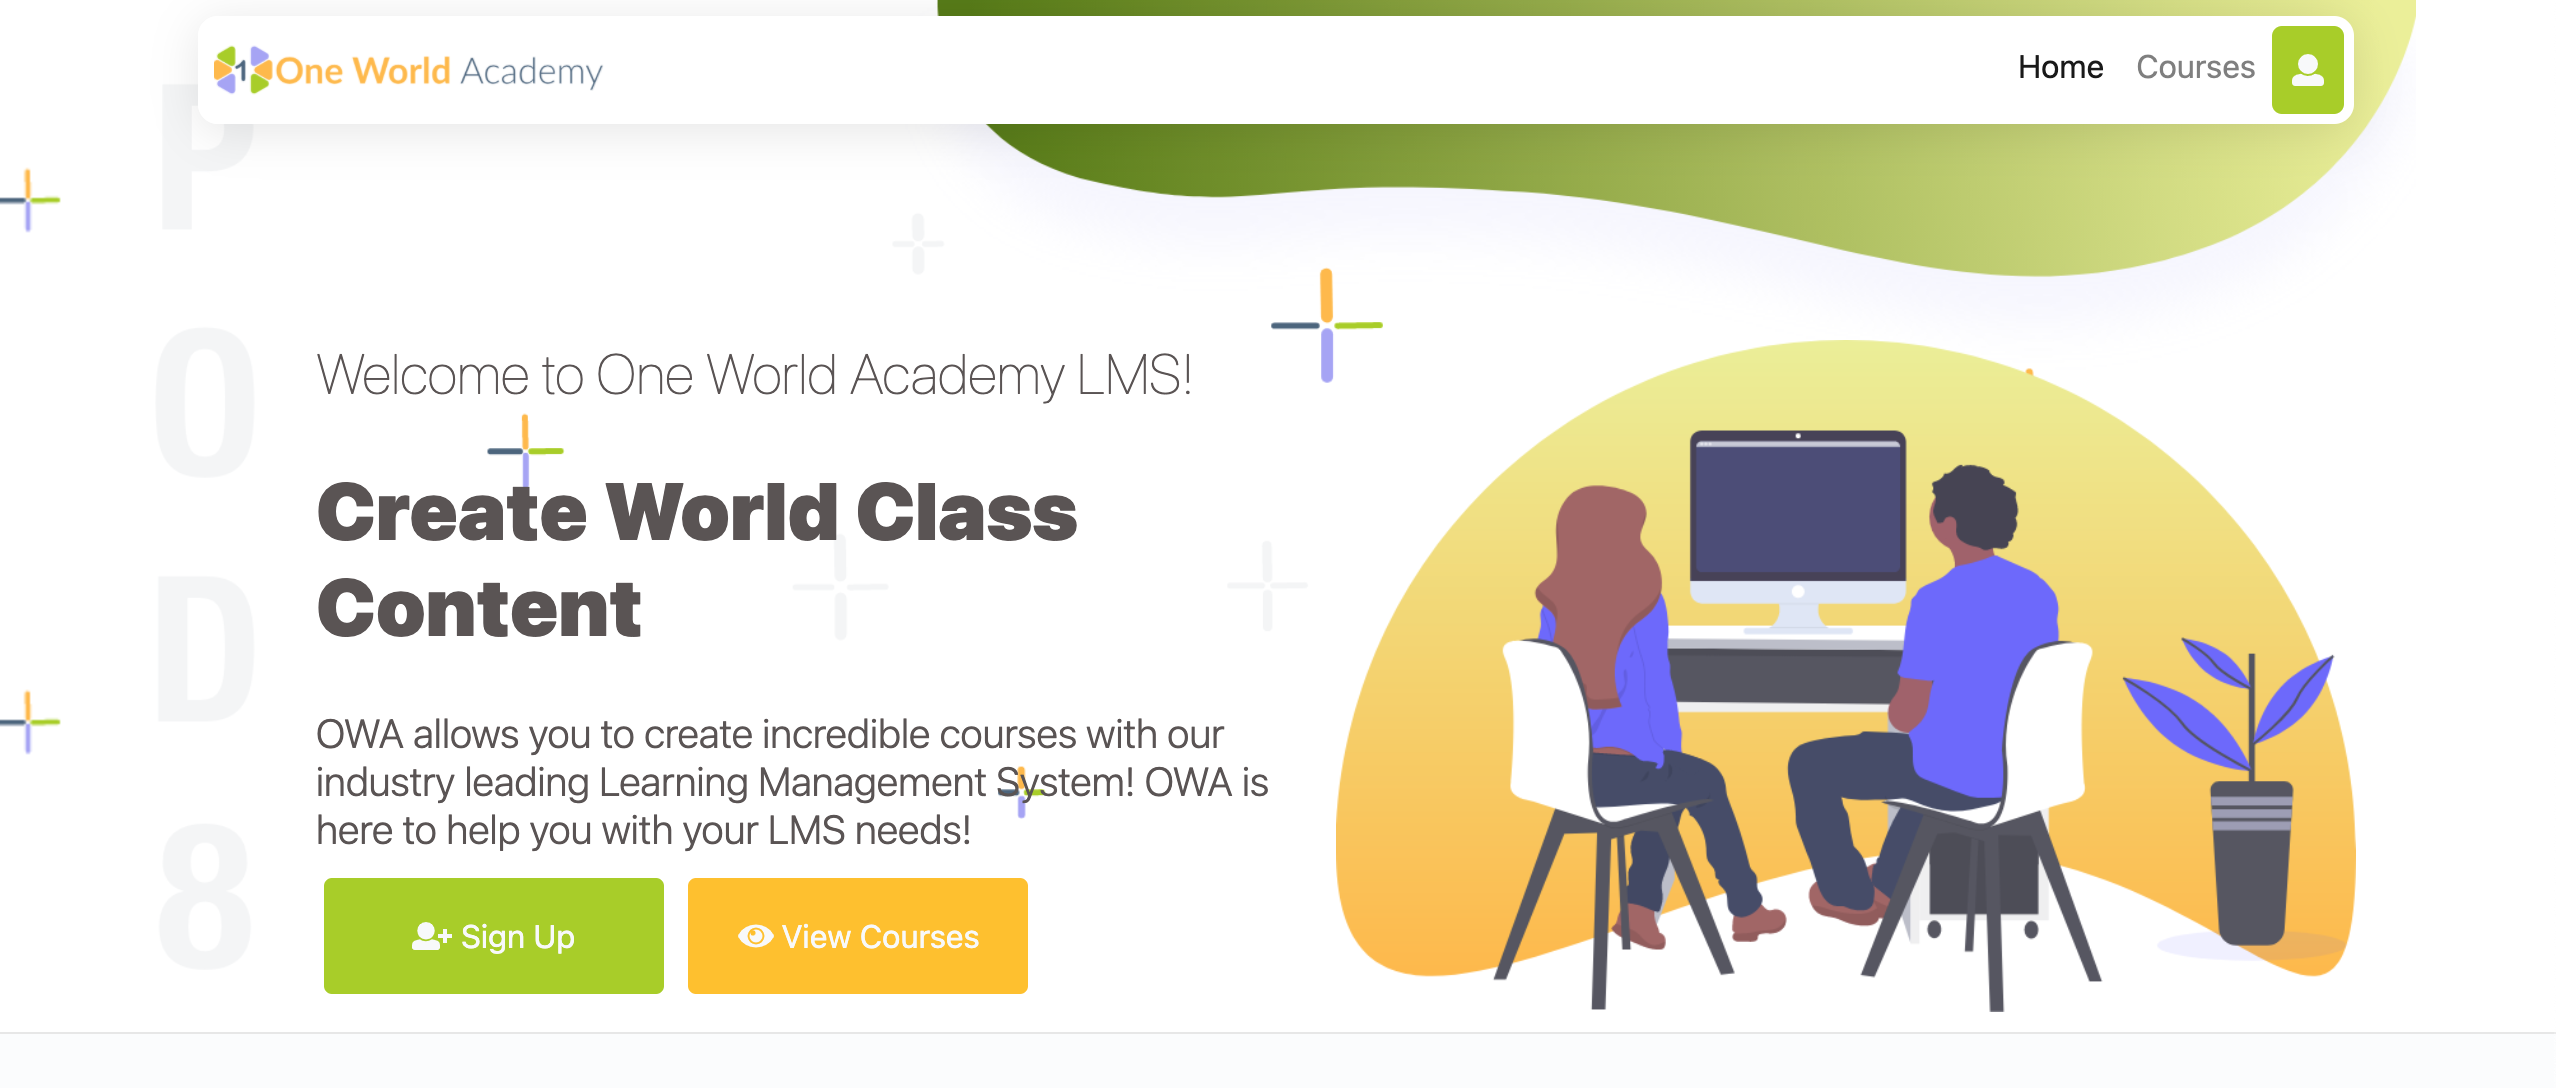 1 One World Academy
Home Courses
P
O
D
8
Welcome to One World Academy LMS!
Create World Class
Content
OWA allows you to create incredible courses with our
industry leading Learning Management System! OWA is
here to help you with your LMS needs!
Sign Up
View Courses